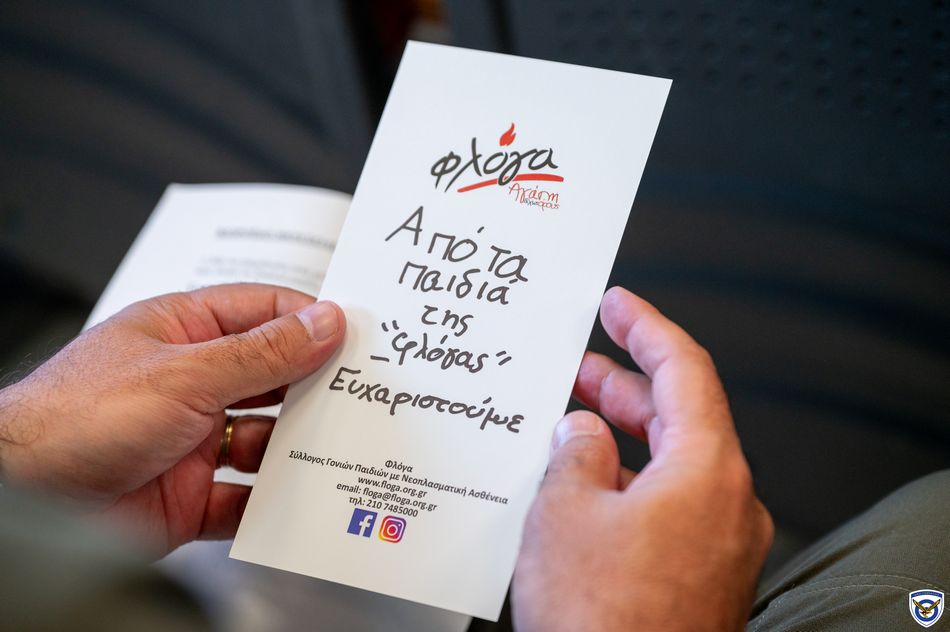 φλόγα
Αγάπη
Από τα
παιδιά
της
"Φλόγας"
Ευχαριστούμε
Φλόγα
Σύλλογος Γονιών Παιδιών με Νεοπλασματική Ασθένεια
www.floga.org.gr
email: floga@floga.org.gr
τηλ: 210 7485000